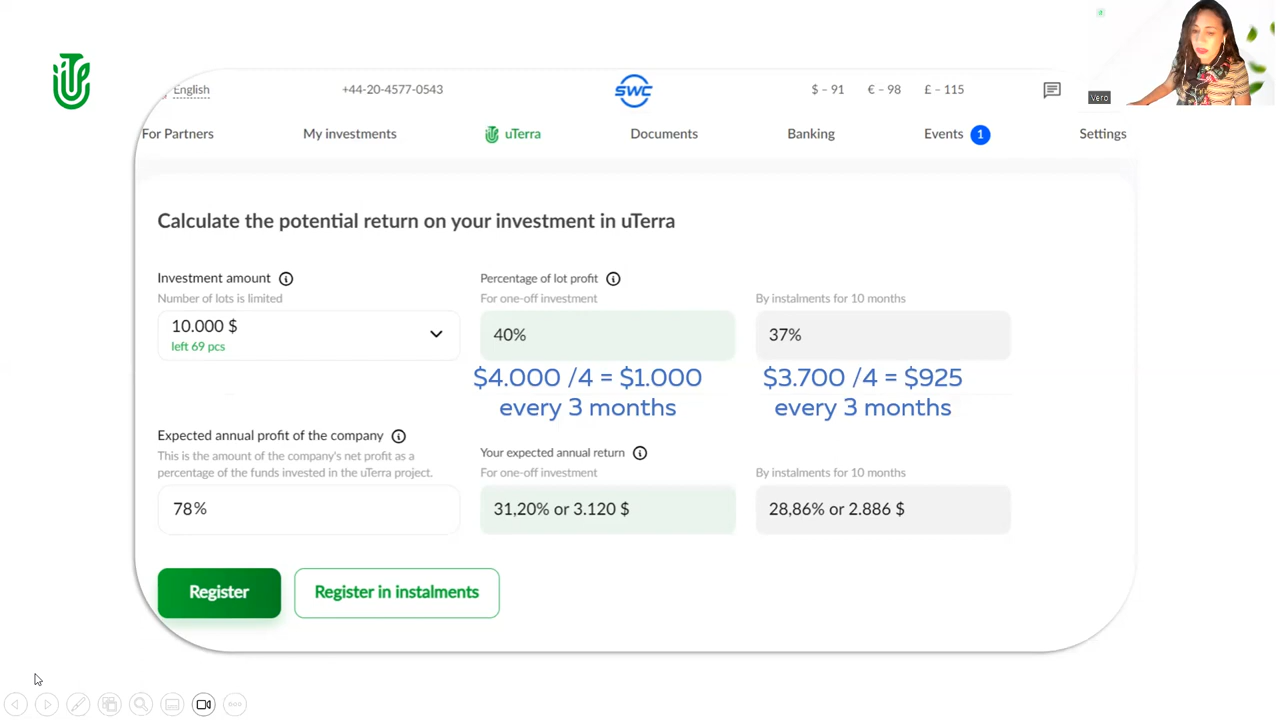 English
+44-20-4577-0543
SWC
$ – 91
€ – 98
£ – 115
Vero
For Partners
My investments
uTerra
Documents
Banking
Events 1
Settings
Calculate the potential return on your investment in uTerra
Investment amount
Number of lots is limited
10.000 $
left 69 pcs
Percentage of lot profit
For one-off investment
40%
By instalments for 10 months
37%
$4.000 /4 = $1.000
every 3 months
$3.700 /4 = $925
every 3 months
Expected annual profit of the company
This is the amount of the company's net profit as a
percentage of the funds invested in the uTerra project.
78%
Your expected annual return
For one-off investment
31,20% or 3.120 $
By instalments for 10 months
28,86% or 2.886 $
Register
Register in instalments